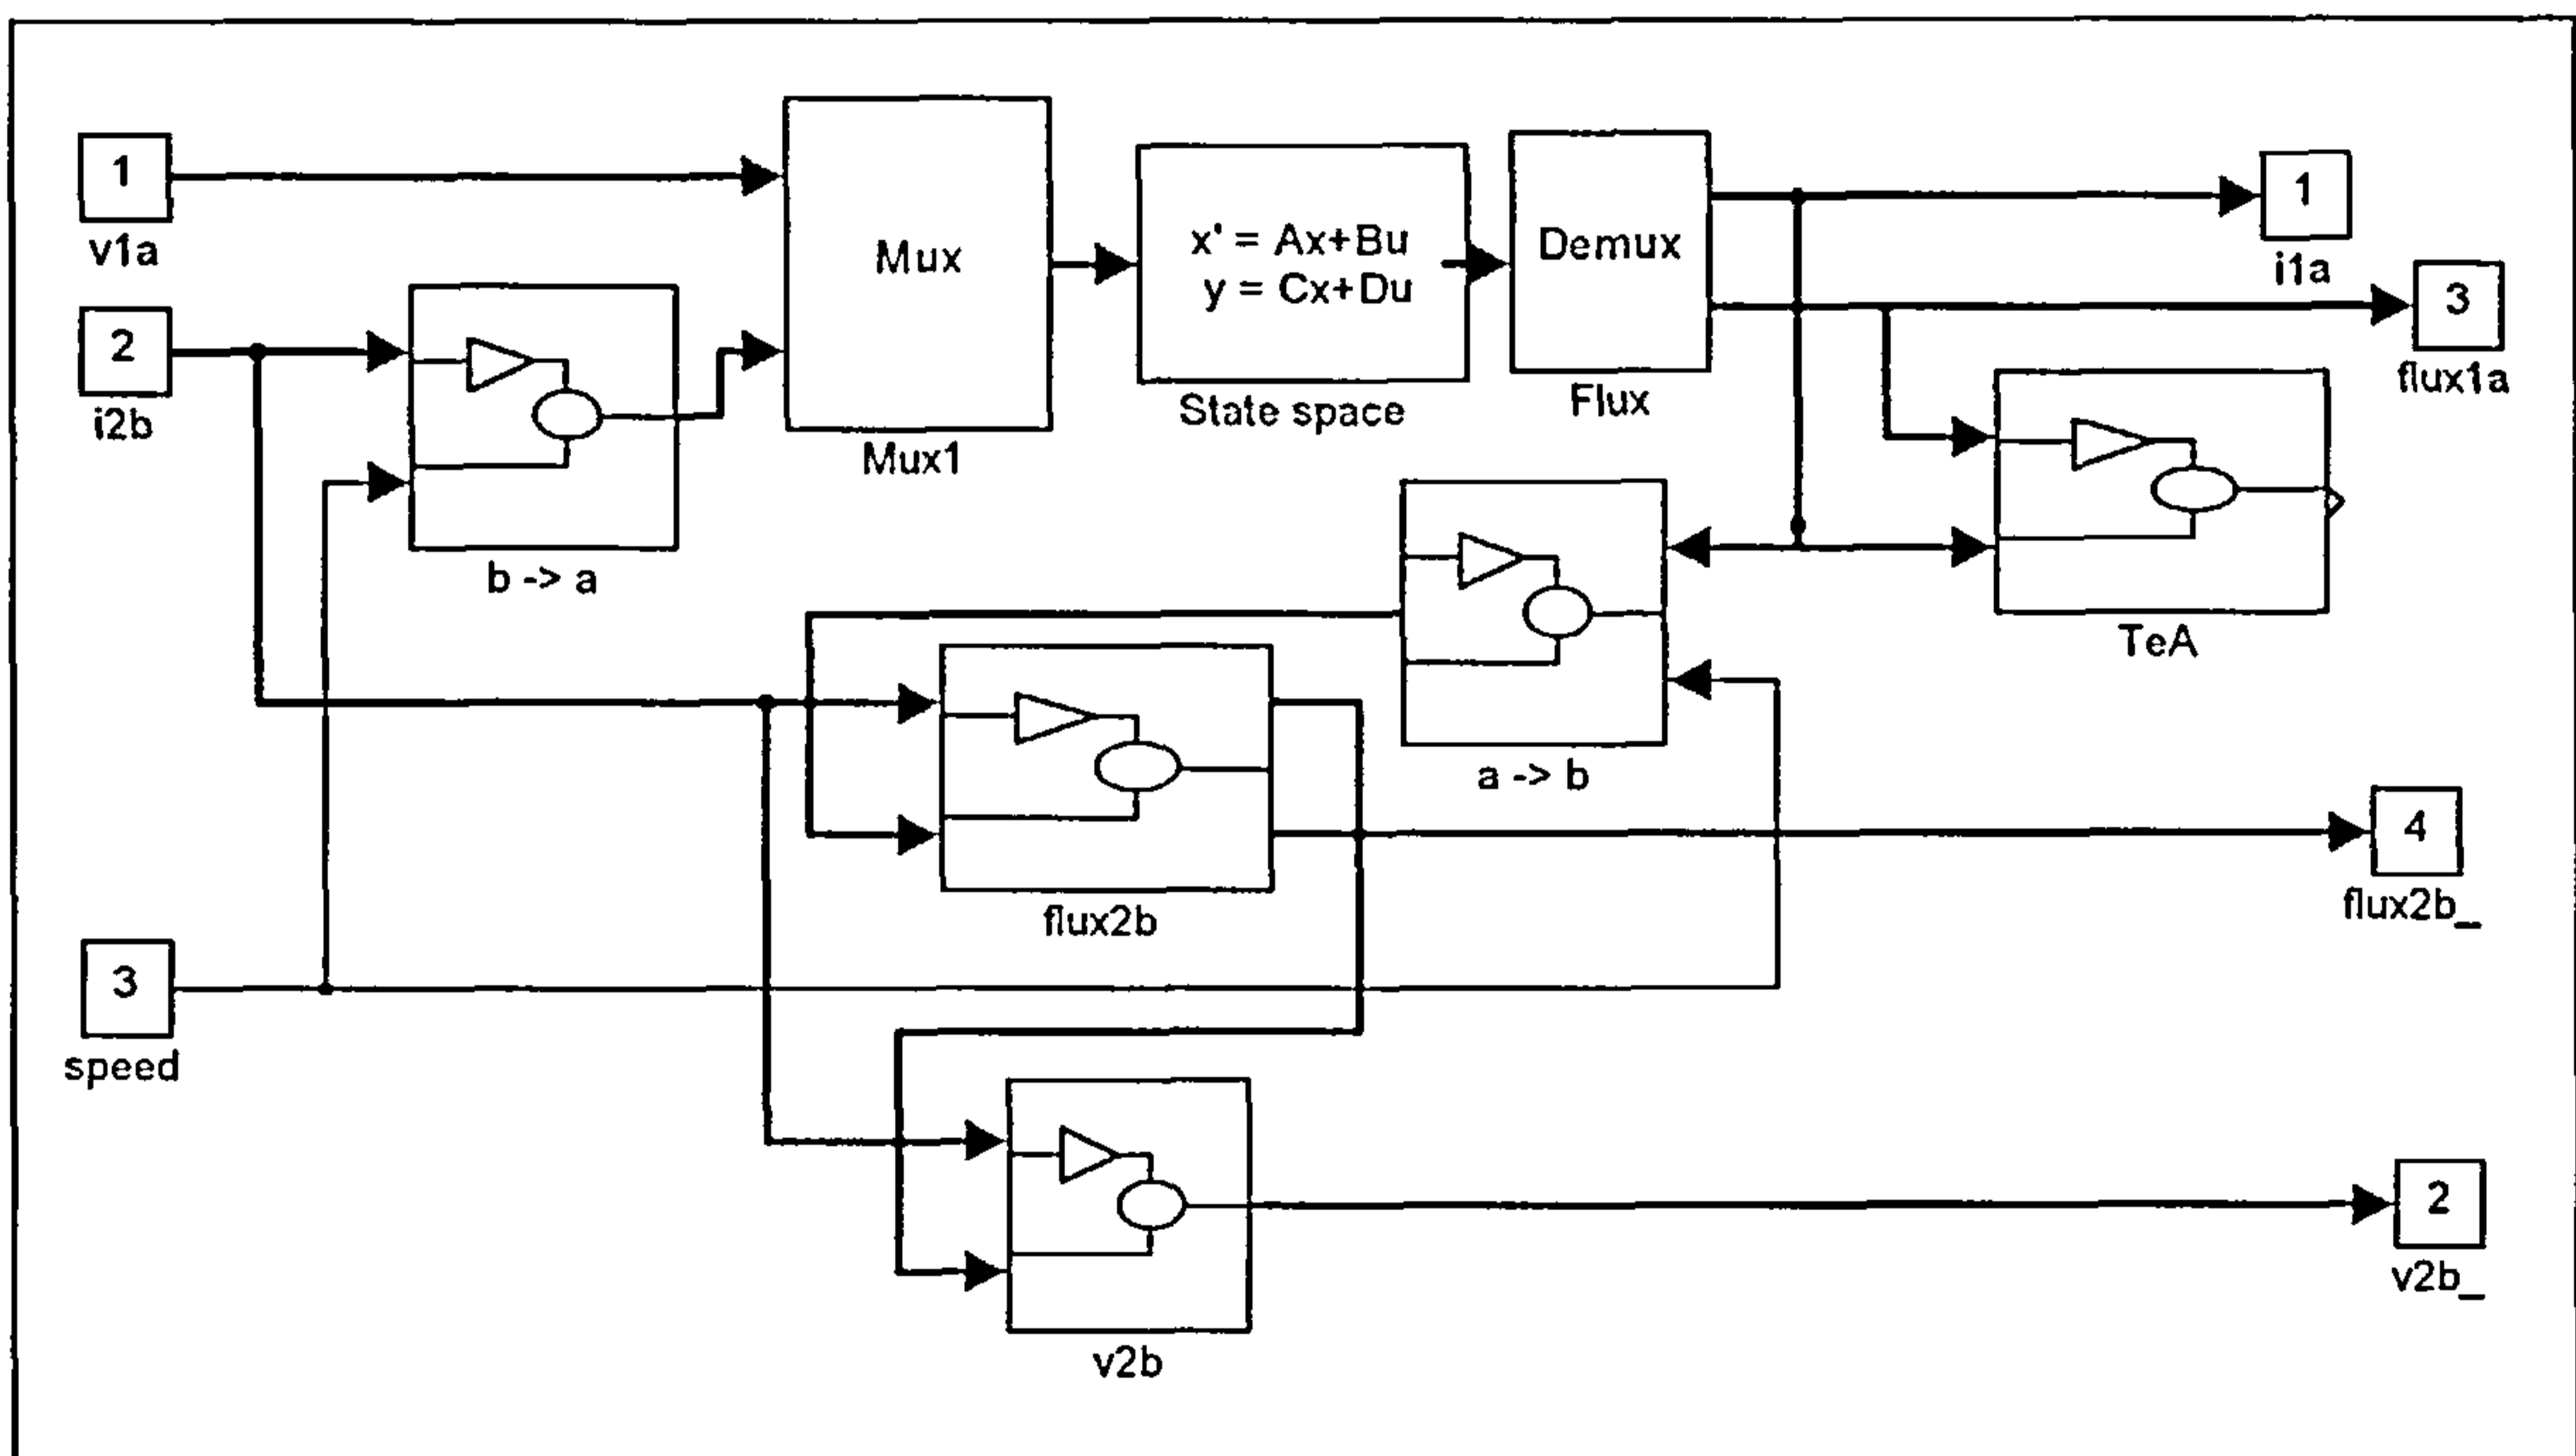 1
v1a
2
i2b
b -> a
Mux
Mux1
x' = Ax+Bu
y = Cx+Du
State space
Demux
Flux
1
i1a
3
flux1a
TeA
a -> b
flux2b
4
flux2b_
3
speed
v2b
2
v2b_